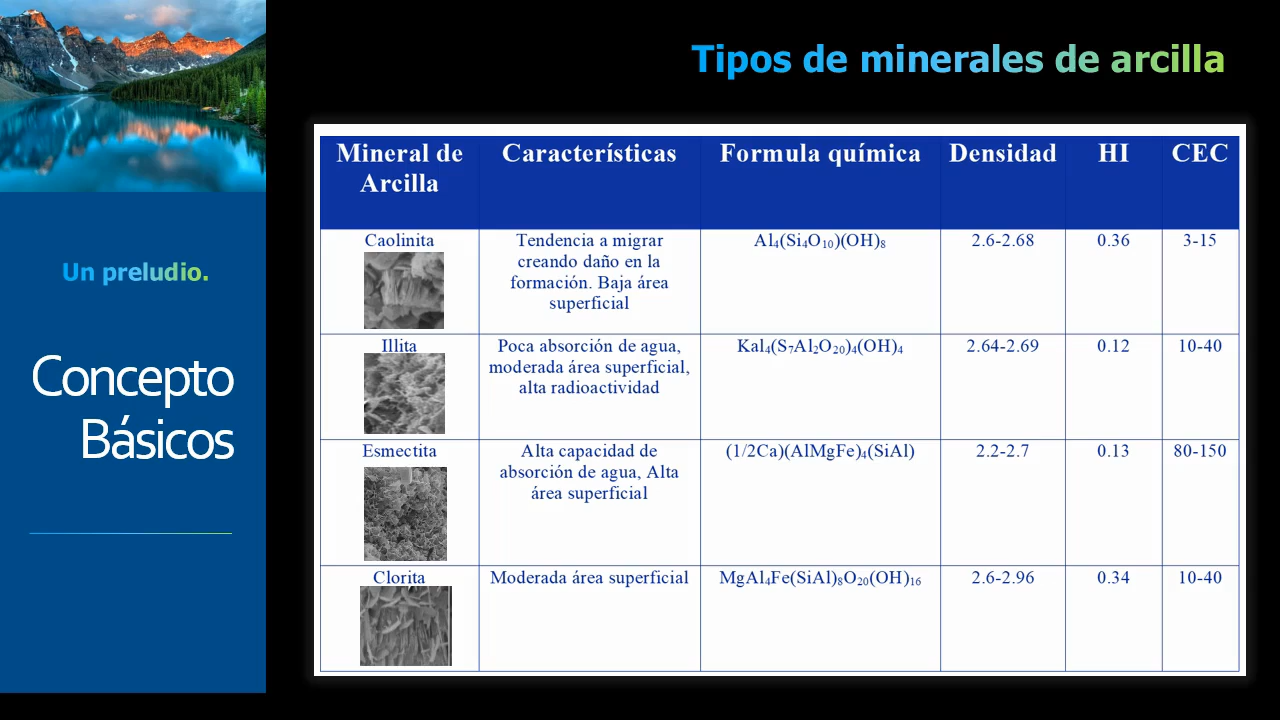 Tipos de minerales de arcilla
Un preludio.
Concepto
Básicos
Mineral de
Arcilla
Características
Formula química
Densidad
HI
CEC
Caolinita
Tendencia a migrar
creando daño en la
formación. Baja área
superficial
Al₄(Si₄O₁₀)(OH)₈
2.6-2.68
0.36
3-15
Illita
Poca absorción de agua,
moderada área superficial,
alta radioactividad
Kal₄(S₇Al₂O₂₀)₄(OH)₄
2.64-2.69
0.12
10-40
Esmectita
Alta capacidad de
absorción de agua, Alta
área superficial
(1/2Ca)(AlMgFe)₄(SiAl)
2.2-2.7
0.13
80-150
Clorita
Moderada área superficial
MgAl₄Fe(SiAl)₈O₂₀(OH)₁₆
2.6-2.96
0.34
10-40